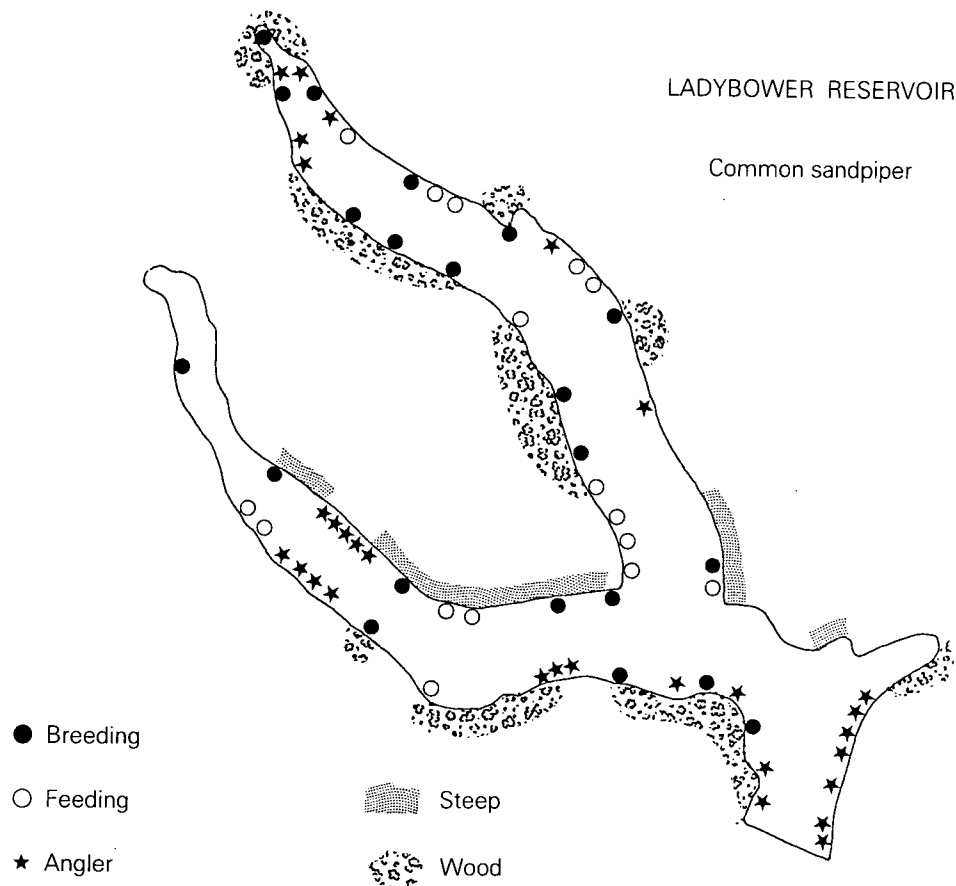 LADYBOWER RESERVOIR
Common sandpiper
Breeding
Feeding
Steep
Angler
Wood